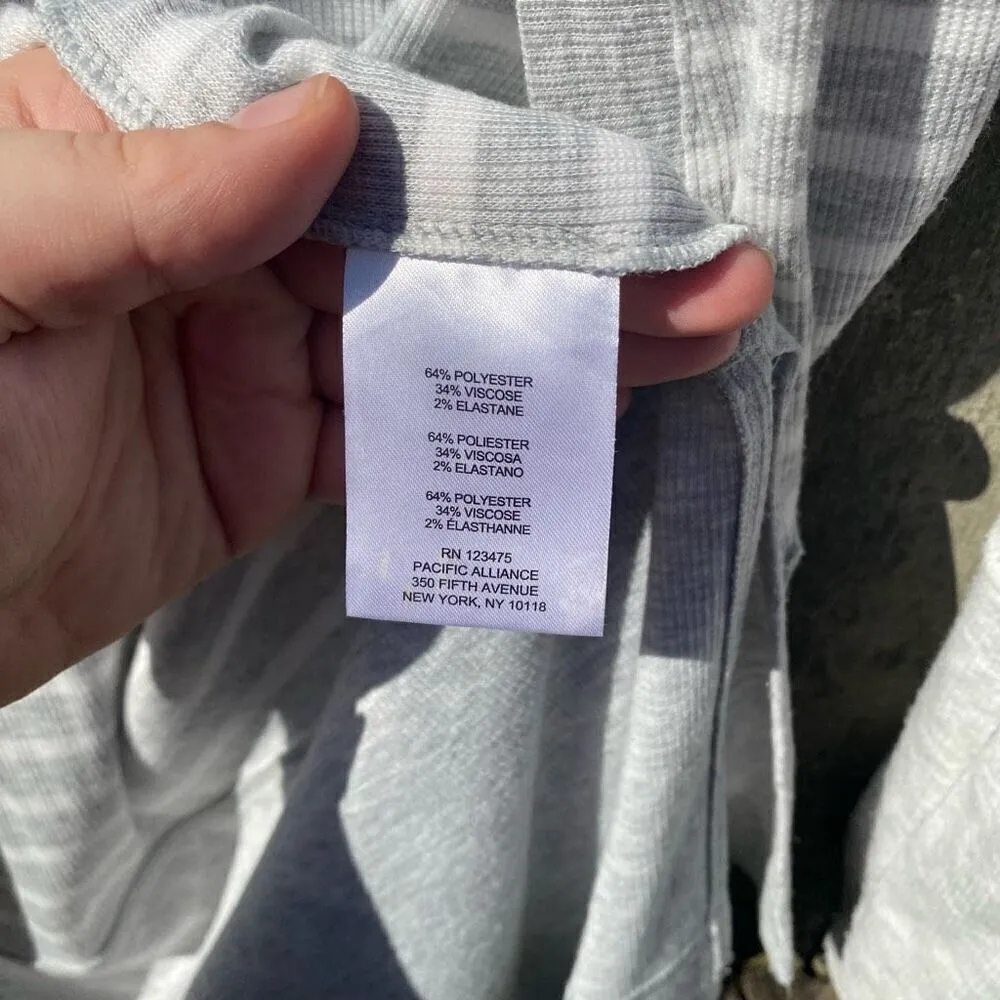 64% POLYESTER
34% VISCOSE
2% ELASTANE
64% POLIESTER
34% VISCOSA
2% ELASTANO
64% POLYESTER
34% VISCOSE
2% ÉLASTHANNE
RN 123475
PACIFIC ALLIANCE
350 FIFTH AVENUE
NEW YORK, NY 10118